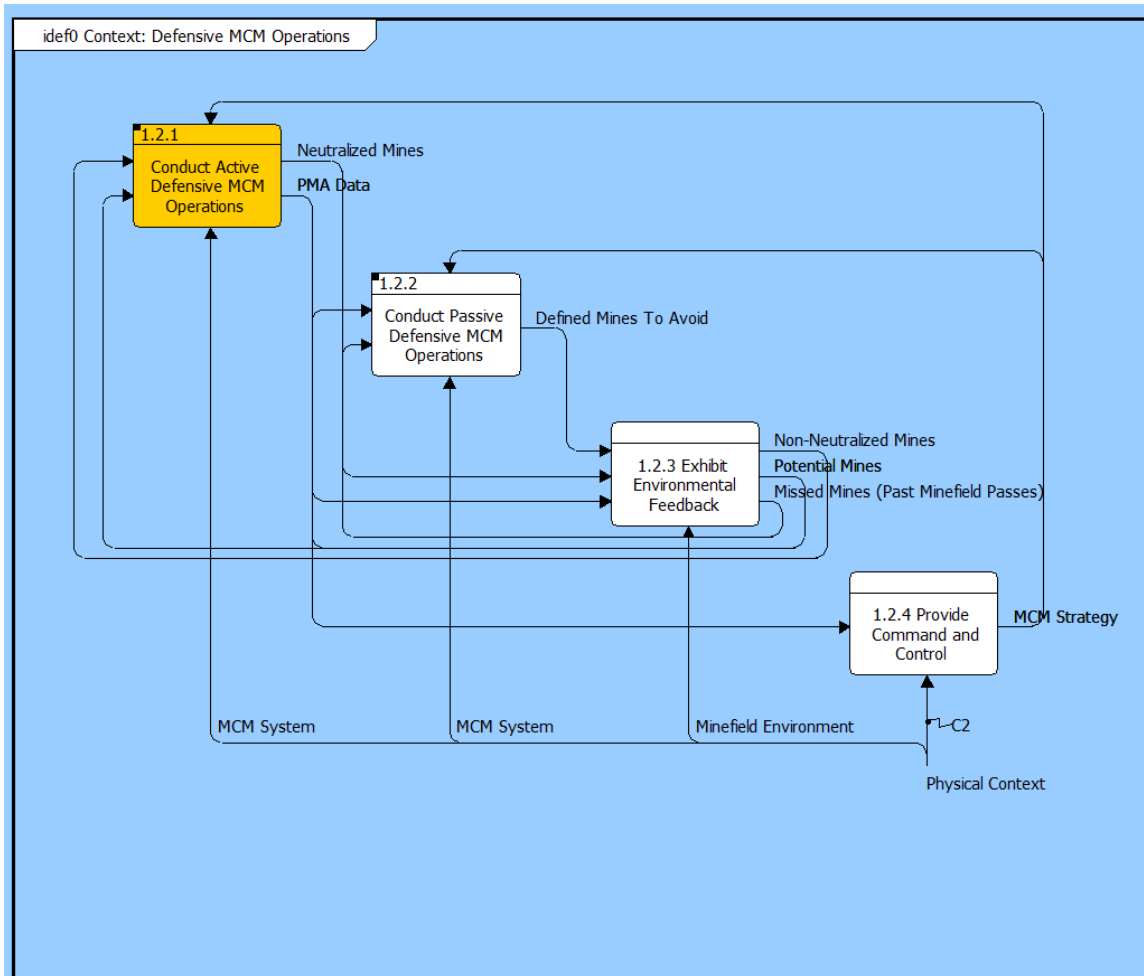 idef0 Context: Defensive MCM Operations
1.2.1
Conduct Active
Defensive MCM
Operations
Neutralized Mines
PMA Data
1.2.2
Conduct Passive
Defensive MCM
Operations
Defined Mines To Avoid
1.2.3 Exhibit
Environmental
Feedback
Non-Neutralized Mines
Potential Mines
Missed Mines (Past Minefield Passes)
1.2.4 Provide
Command and
Control
MCM Strategy
MCM System
MCM System
Minefield Environment
C2
Physical Context